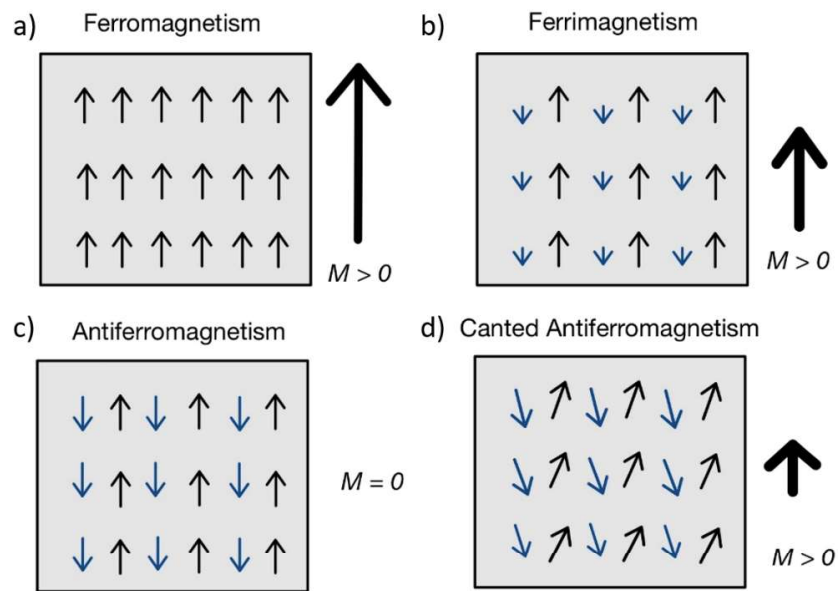 a)
Ferromagnetism
M > 0
b)
Ferrimagnetism
M > 0
c)
Antiferromagnetism
M = 0
d)
Canted Antiferromagnetism
M > 0